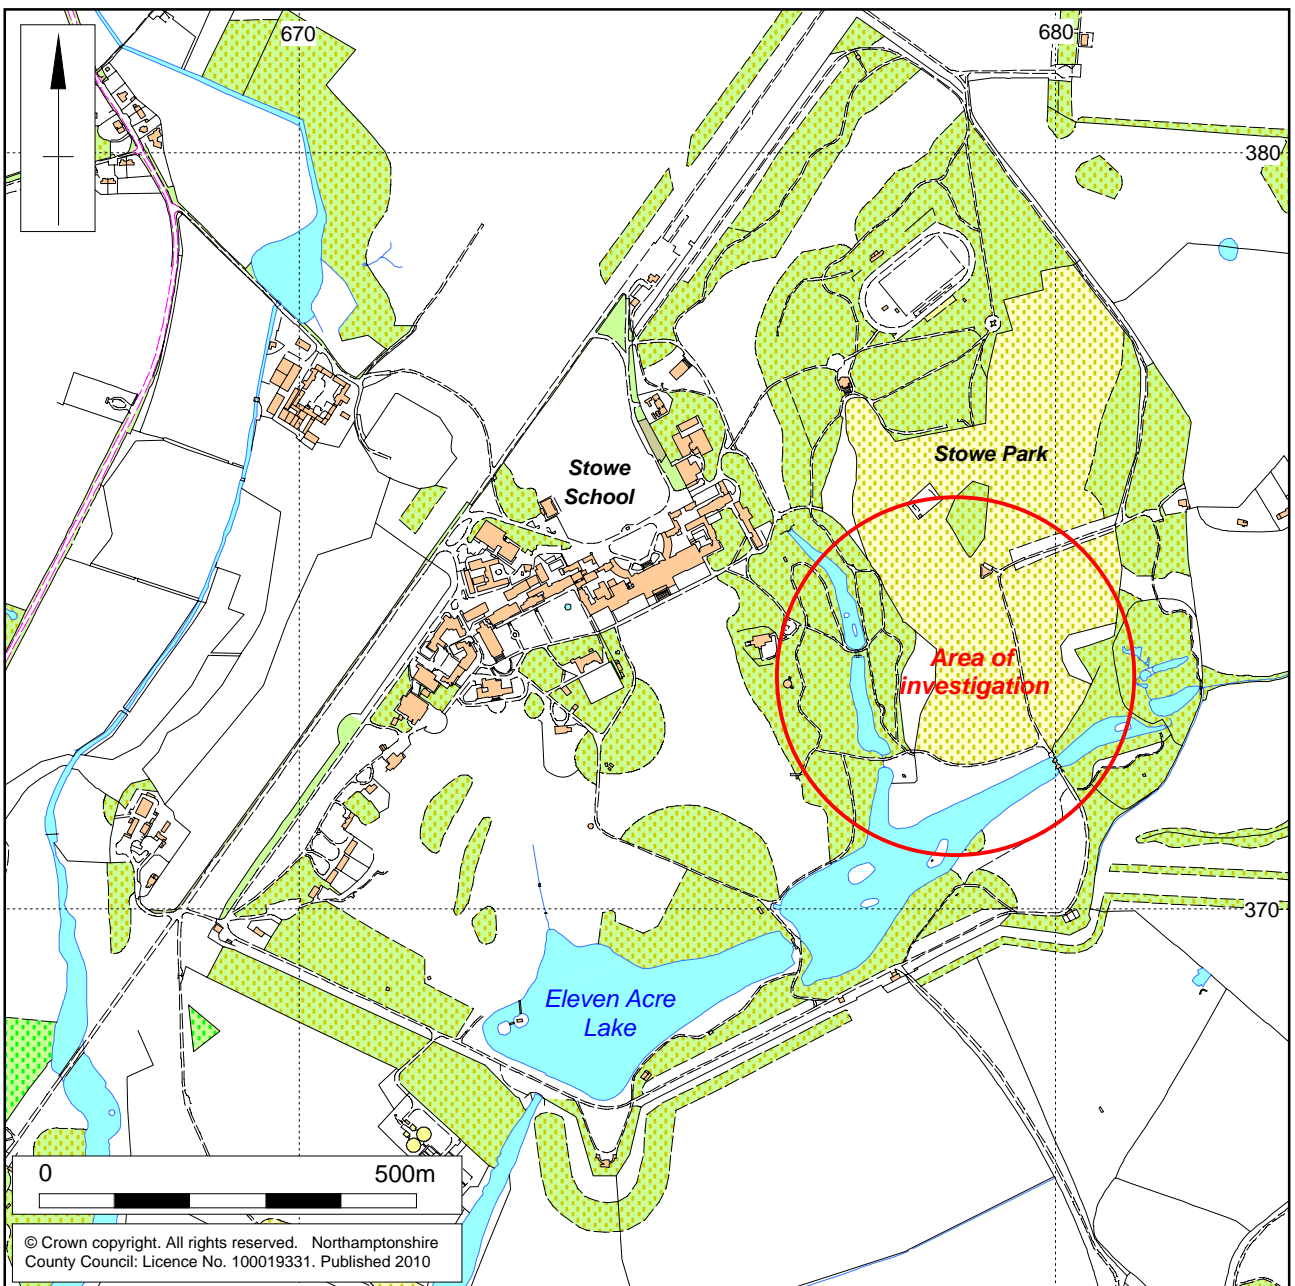 670
680
380
Stowe Park
Stowe
School
Area of
investigation
370
Eleven Acre
Lake
0 500m
© Crown copyright. All rights reserved. Northamptonshire
County Council: Licence No. 100019331. Published 2010